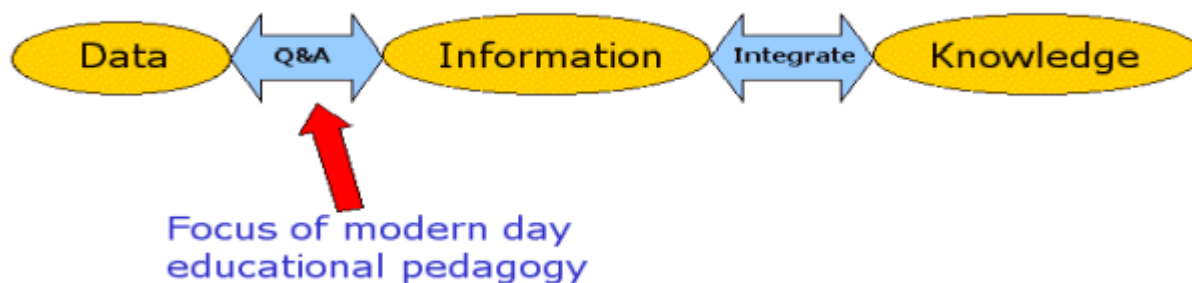 Data Q&A Information Integrate Knowledge
Focus of modern day
educational pedagogy